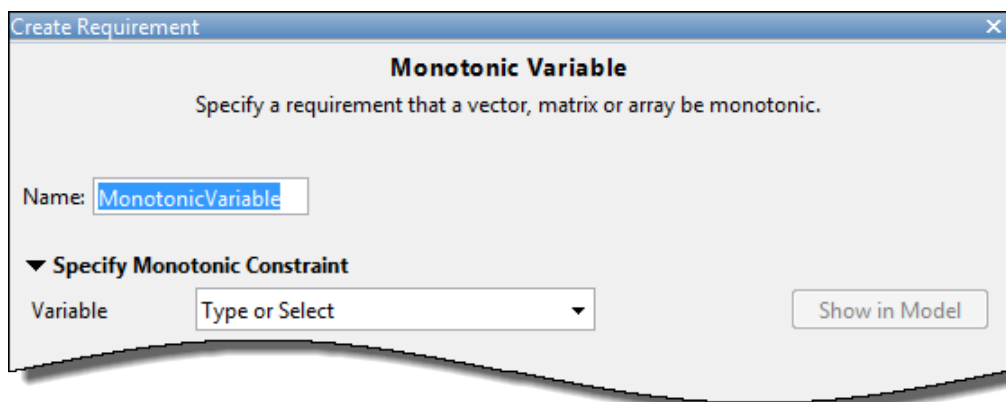 Create Requirement
Monotonic Variable
Specify a requirement that a vector, matrix or array be monotonic.
Name: MonotonicVariable
Specify Monotonic Constraint
Variable Type or Select Show in Model